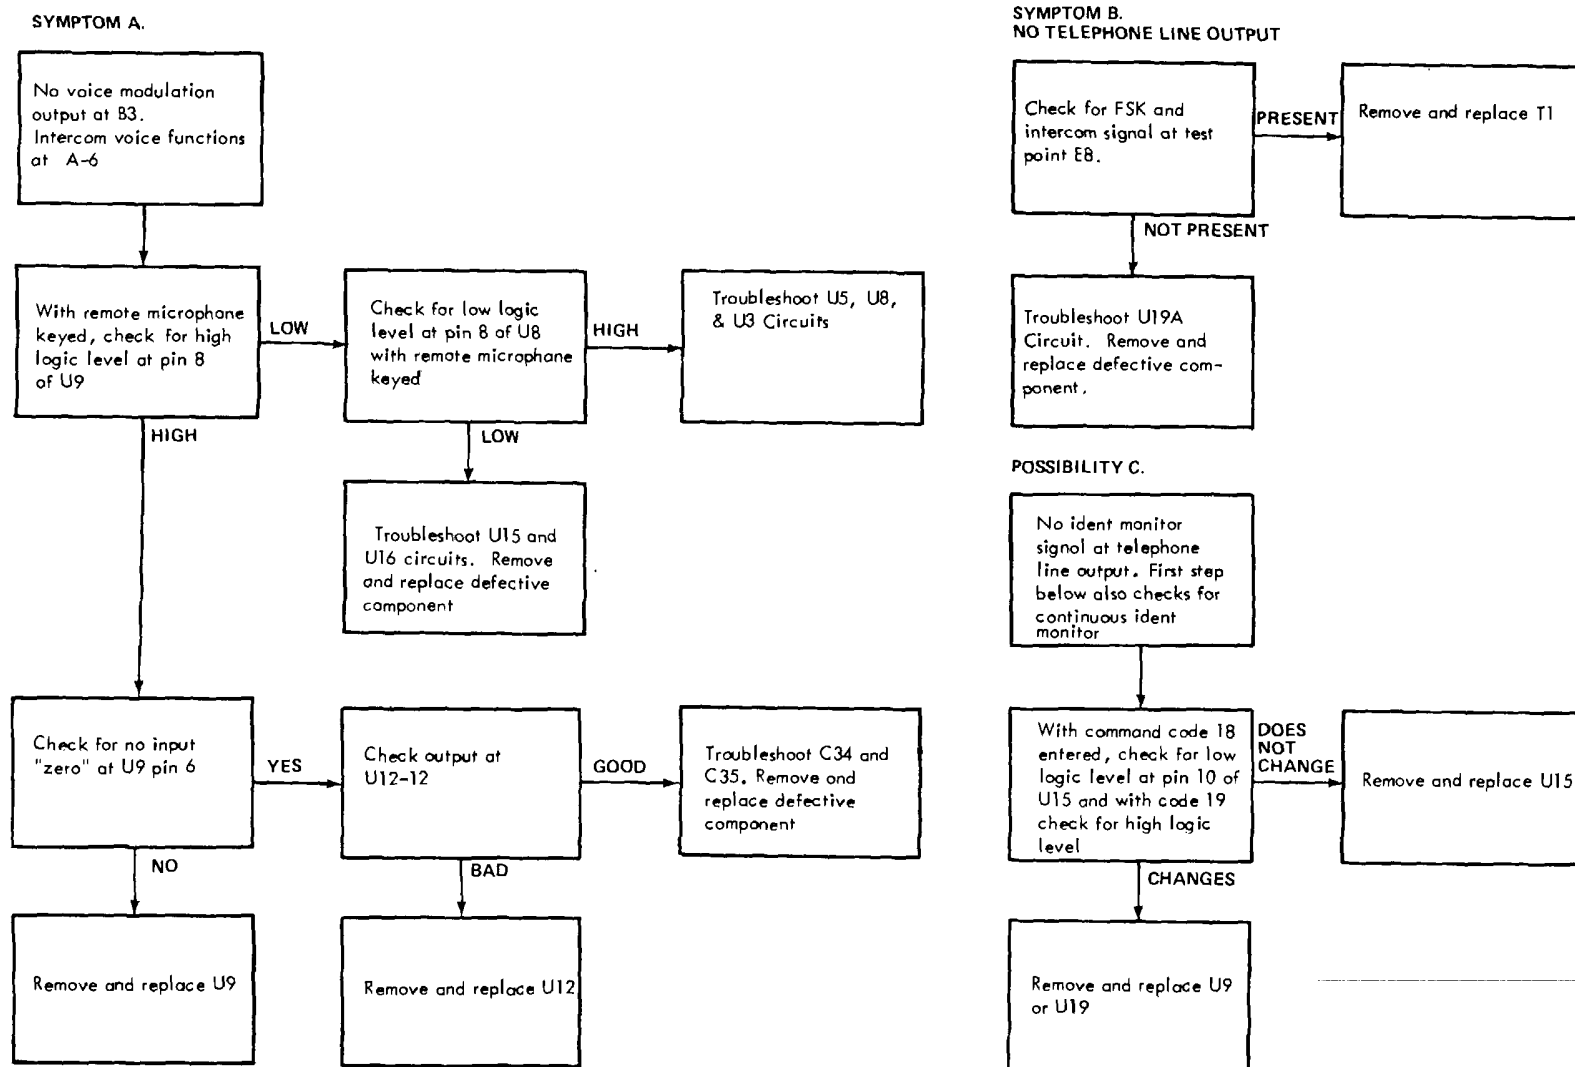 SYMPTOM A.
No voice modulation
output at B3.
Intercom voice functions
at A-6
With remote microphone
keyed, check for high
logic level at pin 8
of U9
LOW
Check for low logic
level at pin 8 of U8
with remote microphone
keyed
HIGH
Troubleshoot U5, U8,
& U3 Circuits
HIGH
LOW
Troubleshoot U15 and
U16 circuits. Remove
and replace defective
component
Check for no input
"zero" at U9 pin 6
YES
Check output at
U12-12
GOOD
Troubleshoot C34 and
C35. Remove and
replace defective
component
NO
BAD
Remove and replace U9
Remove and replace U12
SYMPTOM B.
NO TELEPHONE LINE OUTPUT
Check for FSK and
intercom signal at test
point E8.
PRESENT
Remove and replace T1
NOT PRESENT
Troubleshoot U19A
Circuit. Remove and
replace defective com-
ponent.
POSSIBILITY C.
No ident monitor
signal at telephone
line output. First step
below also checks for
continuous ident
monitor
With command code 18
entered, check for low
logic level at pin 10 of
U15 and with code 19
check for high logic
level
DOES
NOT
CHANGE
Remove and replace U15
CHANGES
Remove and replace U9
or U19